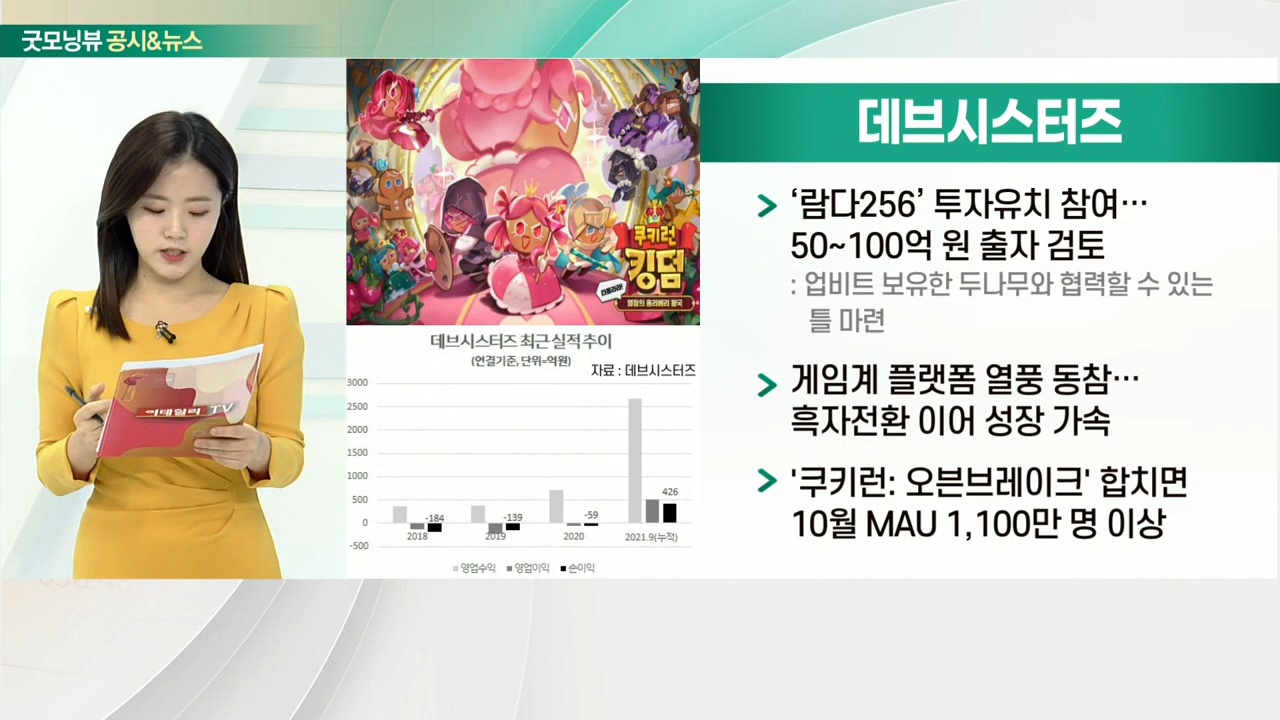 굿모닝뷰 공시&뉴스
데브시스터즈
‘람다256’ 투자유치 참여…
50~100억 원 출자 검토
: 업비트 보유한 두나무와 협력할 수 있는
틀 마련
게임계 플랫폼 열풍 동참…
흑자전환 이어 성장 가속
'쿠키런: 오븐브레이크' 합치면
10월 MAU 1,100만 명 이상
쿠키런
킹덤
이데일리 TV
데브시스터즈 최근 실적 추이
(연결기준, 단위=억원)
자료 : 데브시스터즈
3000
2500
2000
1500
1000
500
0
-500
-184
-139
-59
426
2018
2019
2020
2021.9(누적)
영업수익 영업이익 순이익